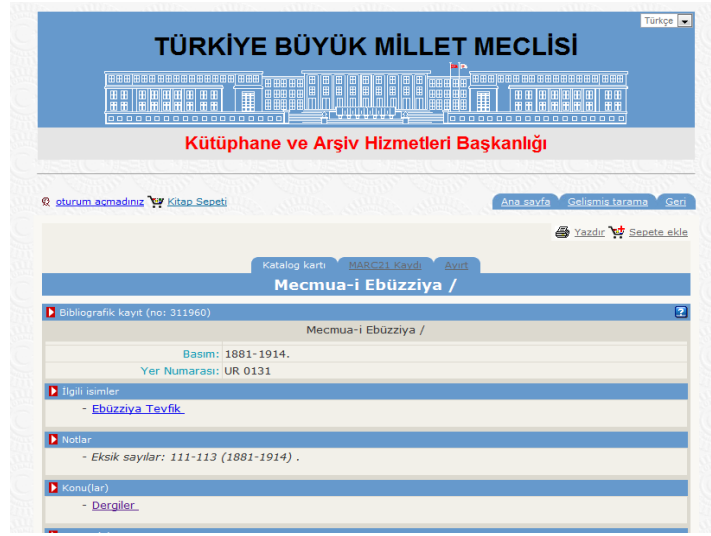 Türkçe
TÜRKİYE BÜYÜK MİLLET MECLİSİ
Kütüphane ve Arşiv Hizmetleri Başkanlığı
oturum açmadınız Kitap Sepeti Ana sayfa Gelismis tarama Geri
Yazdır Sepete ekle
Katalog kartı MARC21 Kaydı Ayırt
Mecmua-i Ebüzziya /
Bibliografik kayıt (no: 311960) ?
Mecmua-i Ebüzziya /
Basım: 1881-1914.
Yer Numarası: UR 0131
İlgili isimler
- Ebüzziya Tevfik
Notlar
- Eksik sayılar: 111-113 (1881-1914) .
Konu(lar)
- Dergiler